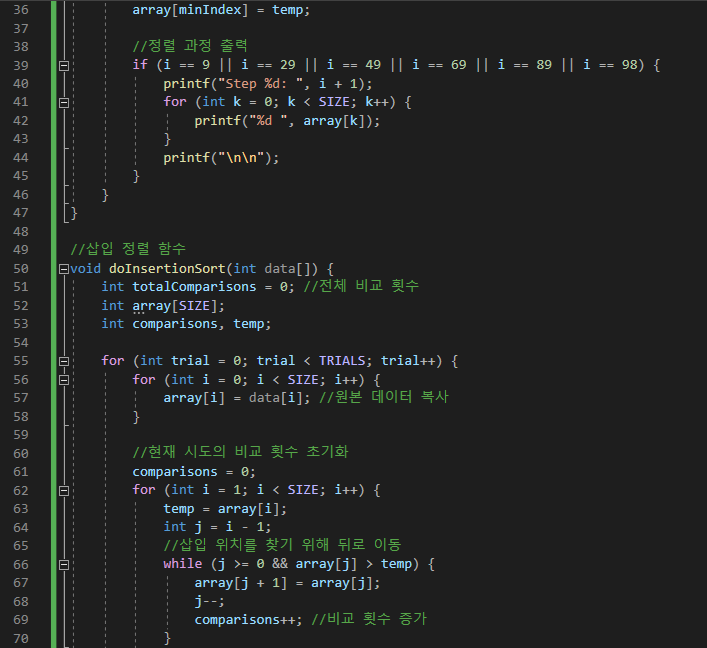 36 array[minIndex] = temp;
37
38 //정렬 과정 출력
39 if (i == 9 || i == 29 || i == 49 || i == 69 || i == 89 || i == 98) {
40 printf("Step %d: ", i + 1);
41 for (int k = 0; k < SIZE; k++) {
42 printf("%d ", array[k]);
43 }
44 printf("\n\n");
45 }
46 }
47 }
48
49 //삽입 정렬 함수
50 void doInsertionSort(int data[]) {
51 int totalComparisons = 0; //전체 비교 횟수
52 int array[SIZE];
53 int comparisons, temp;
54
55 for (int trial = 0; trial < TRIALS; trial++) {
56 for (int i = 0; i < SIZE; i++) {
57 array[i] = data[i]; //원본 데이터 복사
58 }
59
60 //현재 시도의 비교 횟수 초기화
61 comparisons = 0;
62 for (int i = 1; i < SIZE; i++) {
63 temp = array[i];
64 int j = i - 1;
65 //삽입 위치를 찾기 위해 뒤로 이동
66 while (j >= 0 && array[j] > temp) {
67 array[j + 1] = array[j];
68 j--;
69 comparisons++; //비교 횟수 증가
70 }